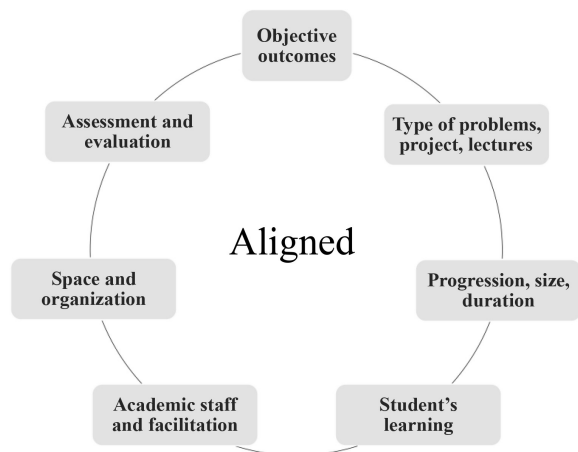 Objective
outcomes
Type of problems,
project, lectures
Progression, size,
duration
Student’s
learning
Academic staff
and facilitation
Space and
organization
Assessment and
evaluation
Aligned